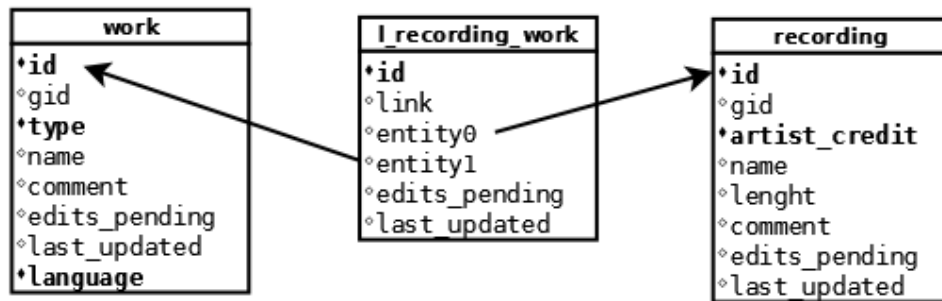 work
id
gid
type
name
comment
edits_pending
last_updated
language
l_recording_work
id
link
entity0
entity1
edits_pending
last_updated
recording
id
gid
artist_credit
name
lenght
comment
edits_pending
last_updated